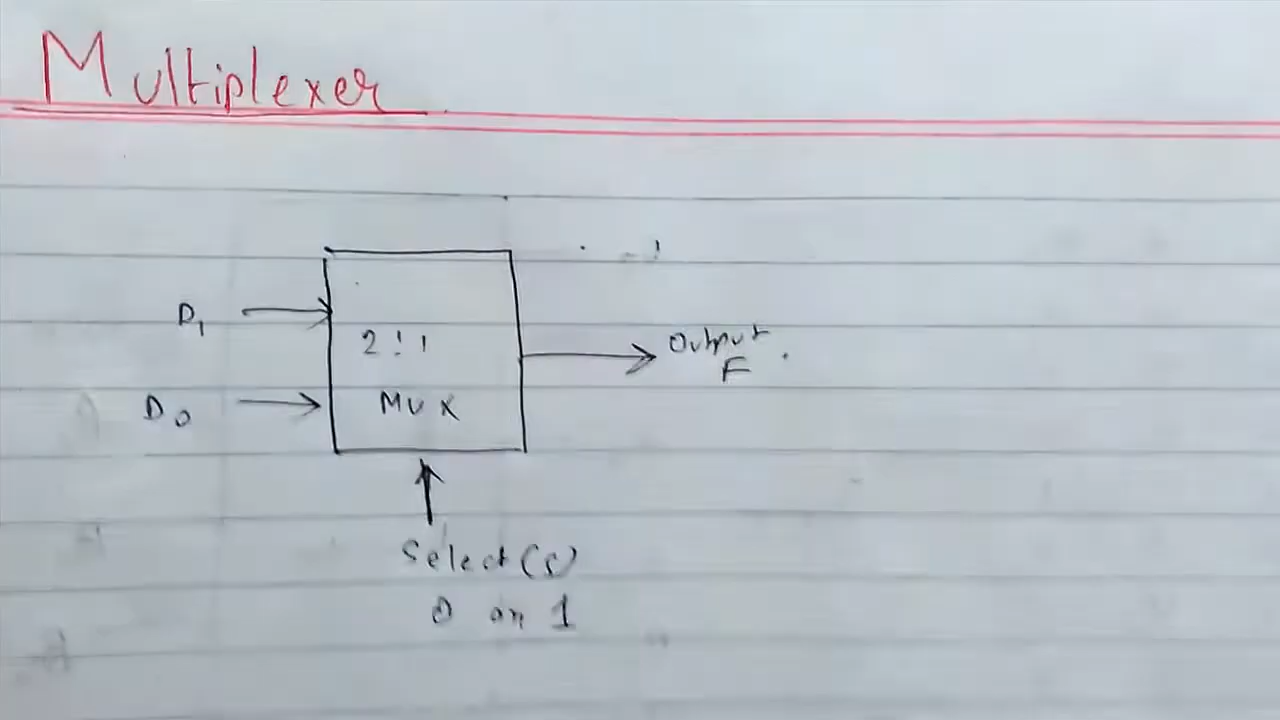 Multiplexer
D1
2:1
Output
F
D0
MUX
Select (s)
0 or 1